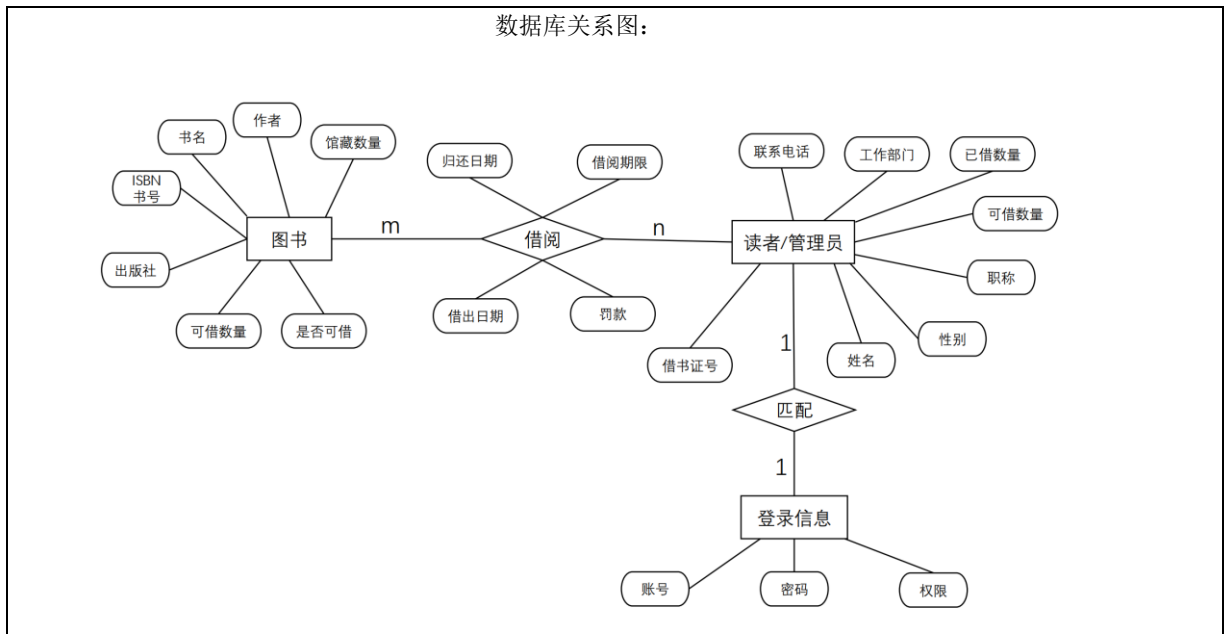 数据库关系图：
作者
书名
馆藏数量
ISBN
书号
图书
出版社
可借数量
是否可借
m
归还日期
借阅期限
借阅
借出日期
罚款
n
联系电话
工作部门
已借数量
可借数量
读者/管理员
职称
性别
姓名
借书证号
1
匹配
1
登录信息
账号
密码
权限